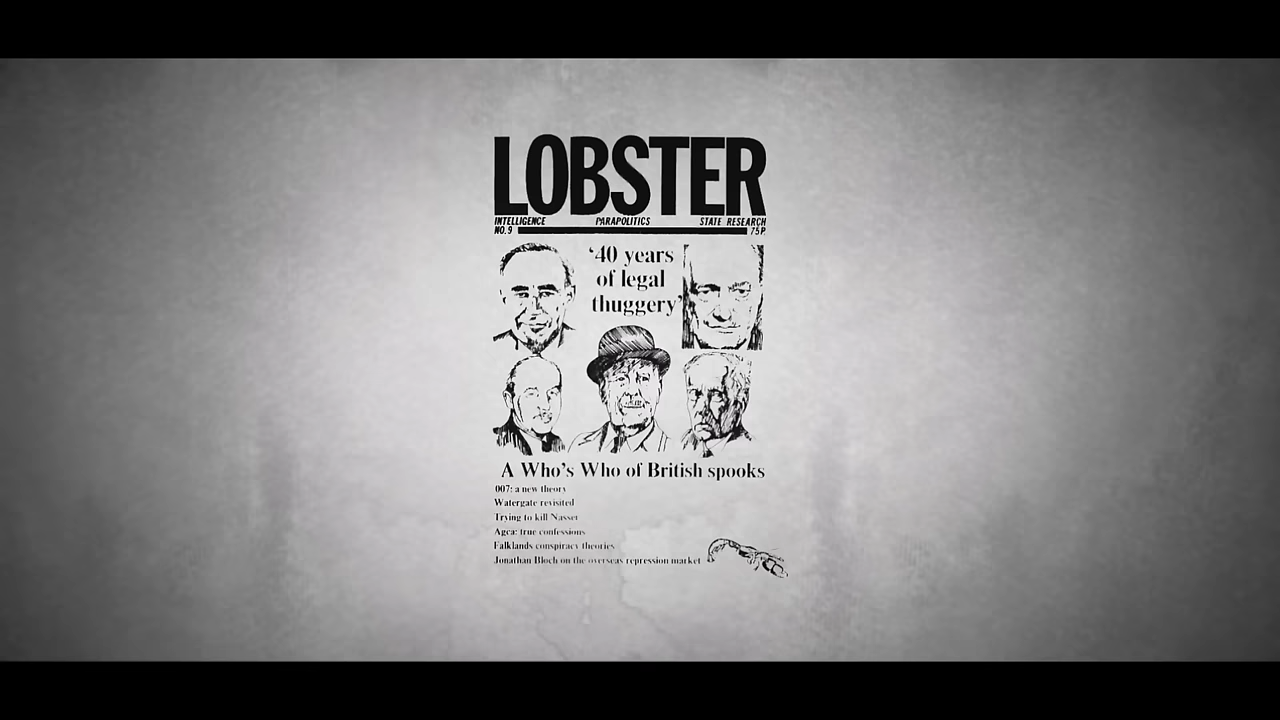 LOBSTER
INTELLIGENCE PARAPOLITICS STATE RESEARCH
NO. 9 75P
‘40 years
of legal
thuggery’
A Who’s Who of British spooks
007: a new theory
Watergate revisited
Trying to kill Nasser
Agca: true confessions
Falklands conspiracy theories
Jonathan Bloch on the overseas repression market